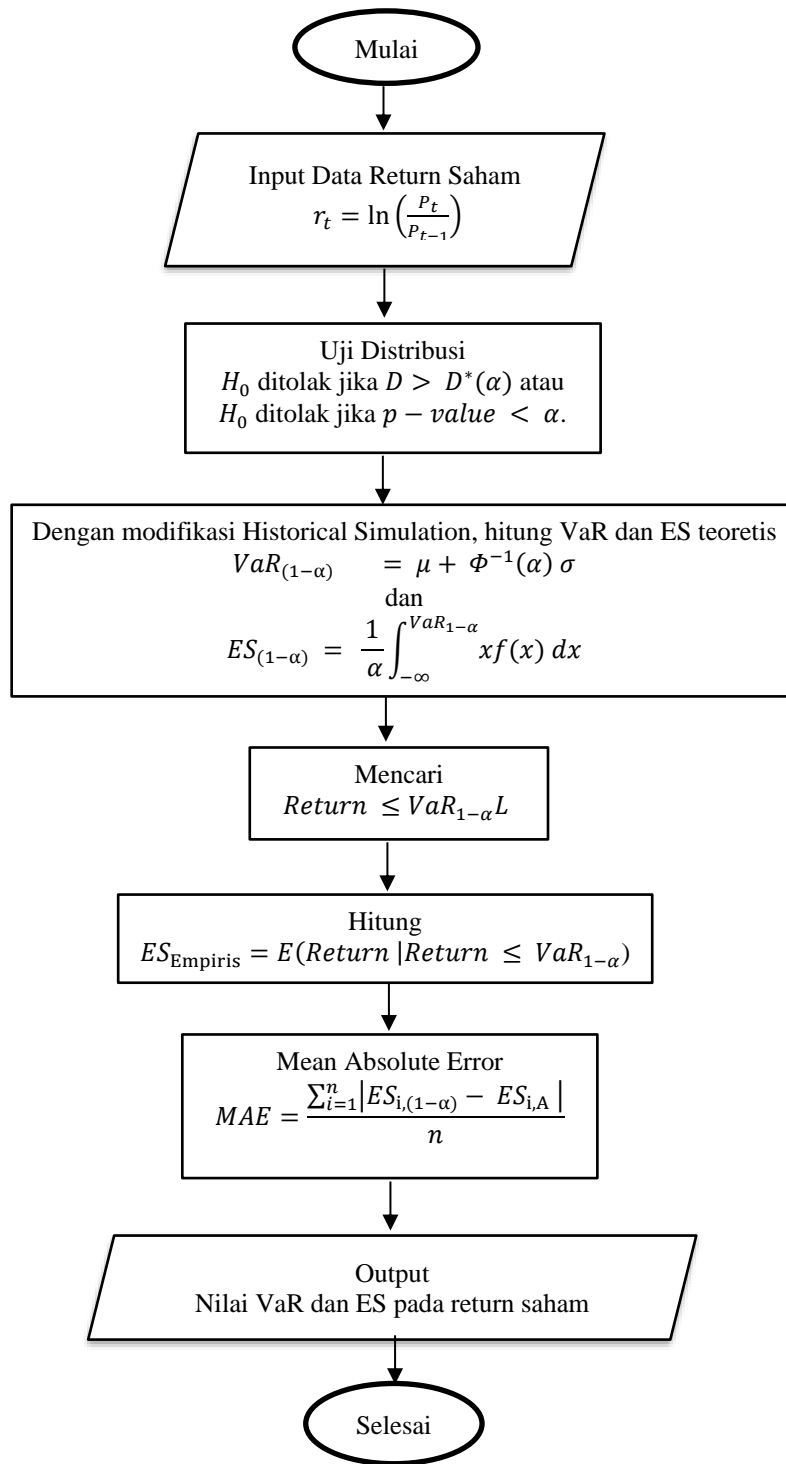 Mulai
Input Data Return Saham
r_t = ln (P_t / P_{t−1})
Uji Distribusi
H_0 ditolak jika D > D*(α) atau
H_0 ditolak jika p − value < α.
Dengan modifikasi Historical Simulation, hitung VaR dan ES teoretis
VaR_(1−α) = μ + Φ^{−1}(α) σ
dan
ES_(1−α) = 1/α ∫_{−∞}^{VaR_{1−α}} xf(x) dx
Mencari
Return ≤ VaR_{1−α}L
Hitung
ES_Empiris = E(Return |Return ≤ VaR_{1−α})
Mean Absolute Error
MAE = ∑_{i=1}^{n} |ES_{i,(1−α)} − ES_{i,A} | / n
Output
Nilai VaR dan ES pada return saham
Selesai